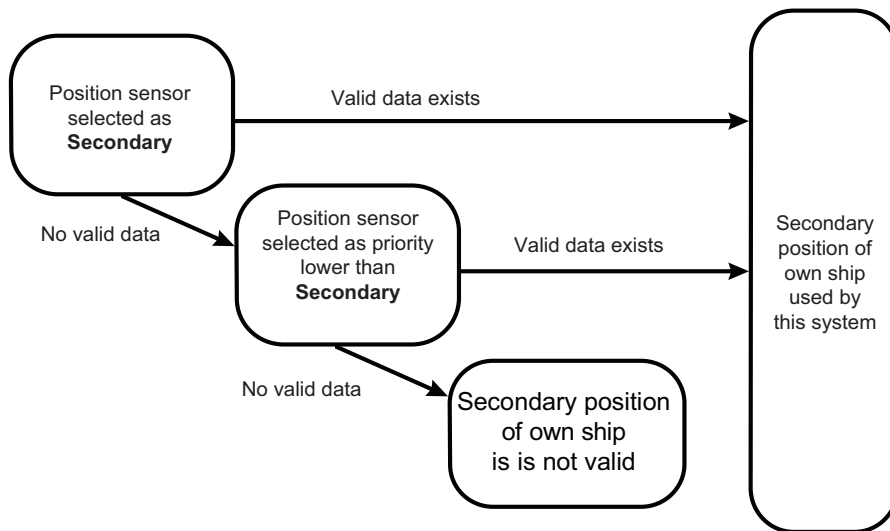 Position sensor
selected as
Secondary
Valid data exists
No valid data
Position sensor
selected as priority
lower than
Secondary
Valid data exists
No valid data
Secondary position
of own ship
is is not valid
Secondary
position of
own ship
used by
this system